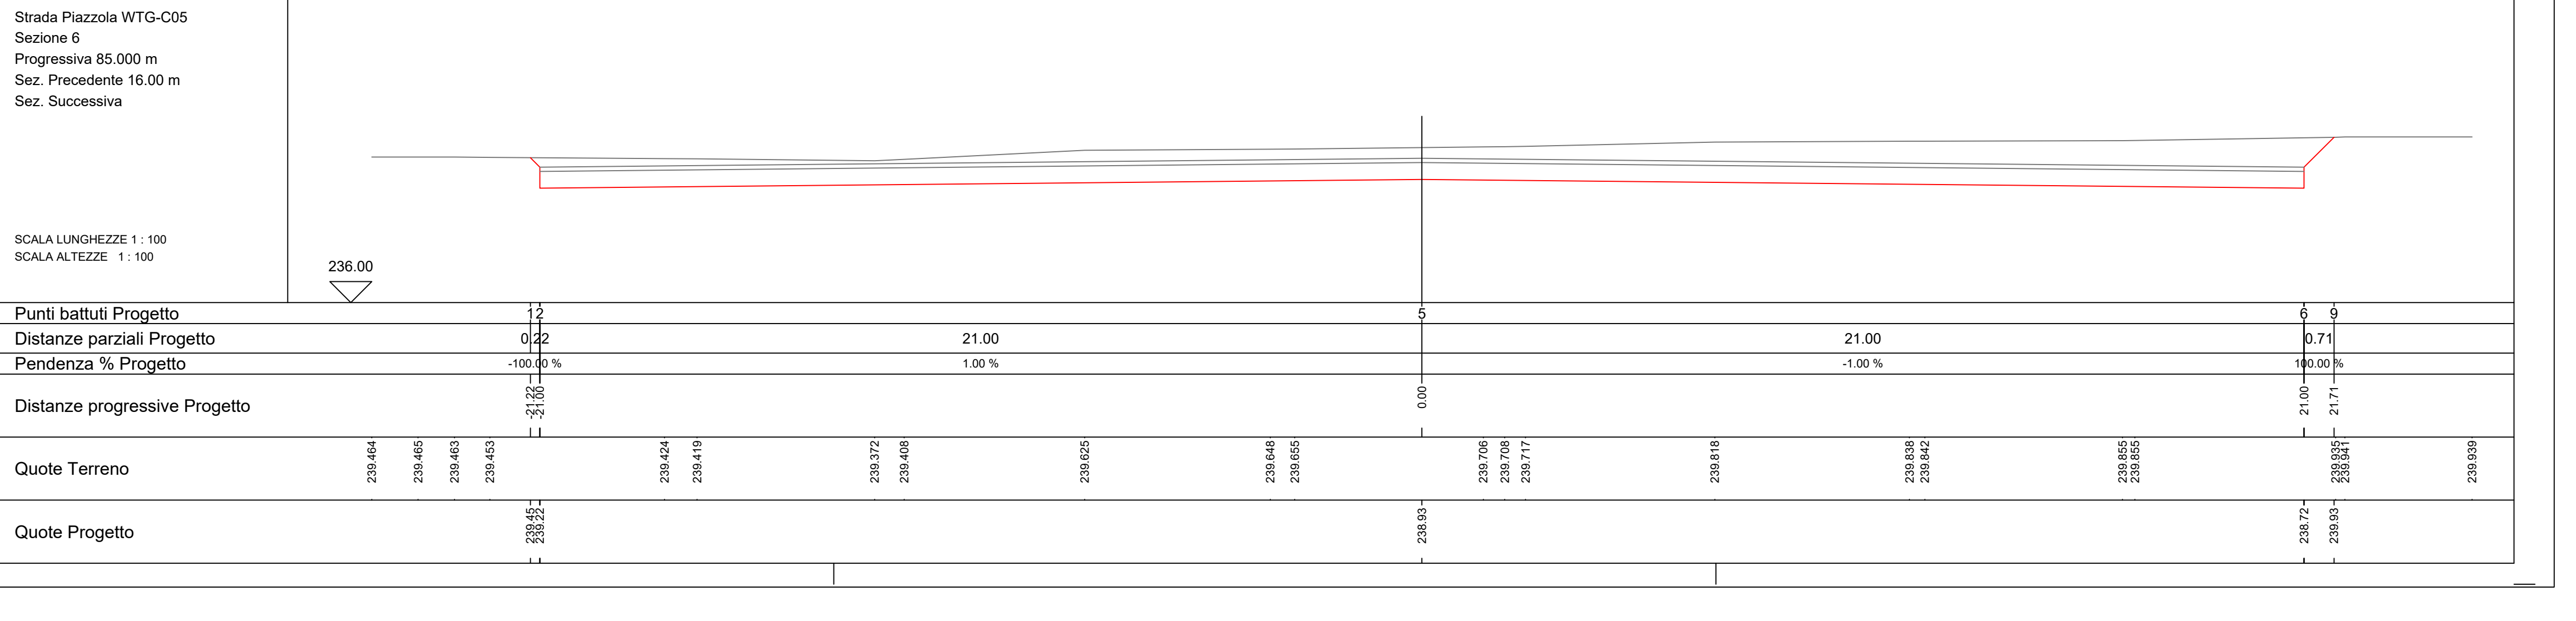 Strada Piazzola WTG-C05
Sezione 6
Progressiva 85.000 m
Sez. Precedente 16.00 m
Sez. Successiva
SCALA LUNGHEZZE 1 : 100
SCALA ALTEZZE 1 : 100
236.00
Punti battuti Progetto 1 2 5 6 9
Distanze parziali Progetto 0.22 21.00 21.00 0.71
Pendenza % Progetto -100.00 % 1.00 % -1.00 % 100.00 %
Distanze progressive Progetto -21.22 -21.00 0.00 21.00 21.71
Quote Terreno 239.464 239.465 239.463 239.453 239.424 239.419 239.372 239.408 239.625 239.648 239.655 239.706 239.708 239.717 239.818 239.838 239.842 239.855 239.855 239.935 239.941 239.939
Quote Progetto 239.45 239.22 238.93 238.72 239.93